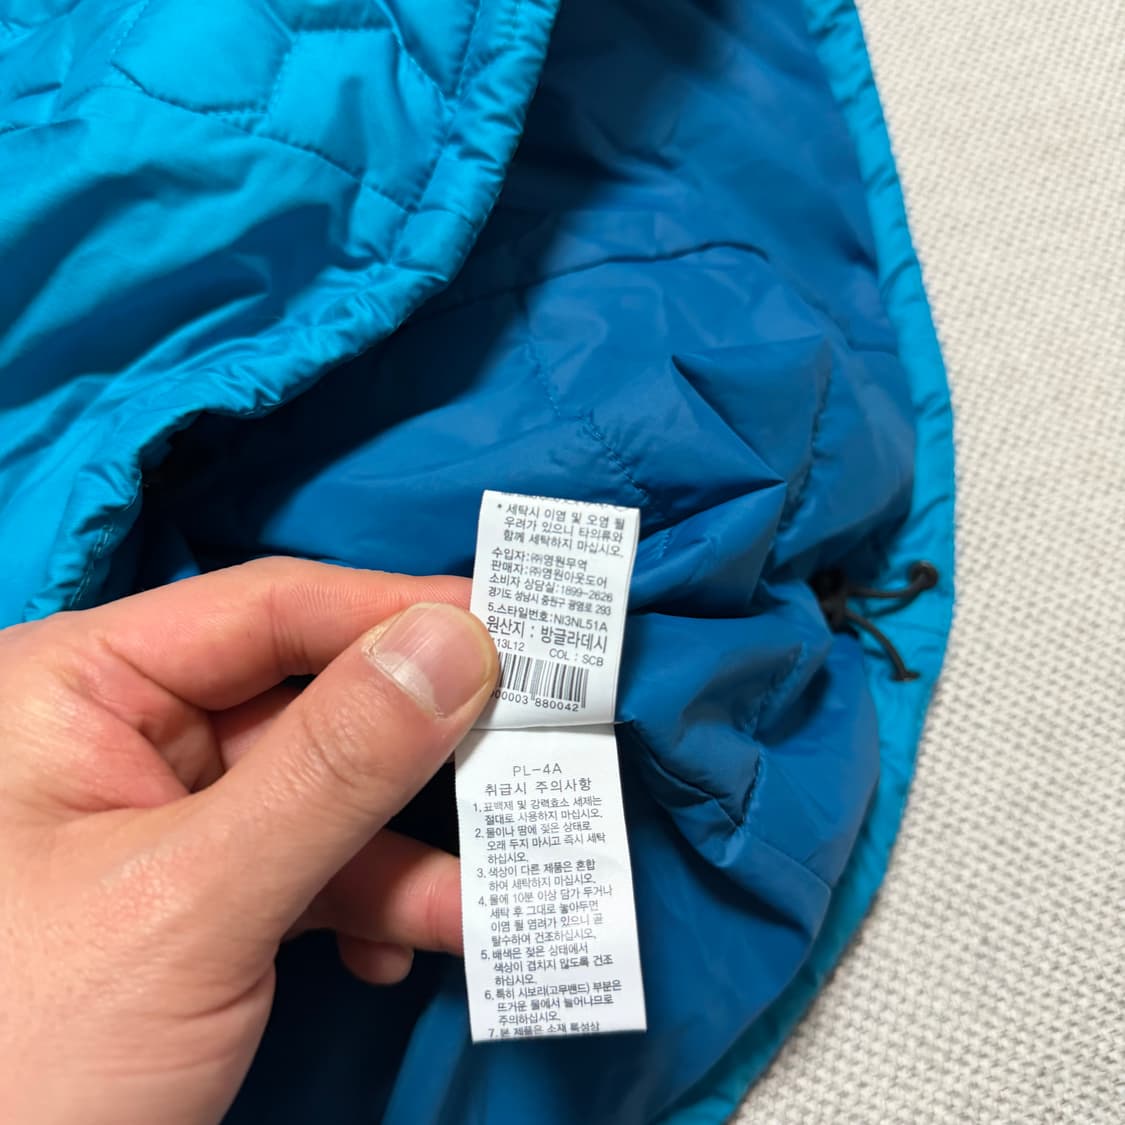 * 세탁시 이염 및 오염 될
우려가 있으니 타의류와
함께 세탁하지 마십시오.
수입자:㈜영원무역
판매자:㈜영원아웃도어
소비자 상담실:1899-2626
경기도 성남시 중원구 광명로 293
5.스타일번호:NI3NL51A
원산지 : 방글라데시
13L12 COL : SCB
00003 880042
PL-4A
취급시 주의사항
1.표백제 및 강력효소 세제는
절대로 사용하지 마십시오.
2.물이나 땀에 젖은 상태로
오래 두지 마시고 즉시 세탁
하십시오.
3.색상이 다른 제품은 혼합
하여 세탁하지 마십시오.
4.물에 10분 이상 담가 두거나
세탁 후 그대로 놓아두면
이염 될 염려가 있으니 곧
탈수하여 건조하십시오.
5.배색은 젖은 상태에서
색상이 겹치지 않도록 건조
하십시오.
6.특히 시보리(고무밴드) 부분은
뜨거운 물에서 늘어나므로
주의하십시오.
7.본 제품은 소재 특성상